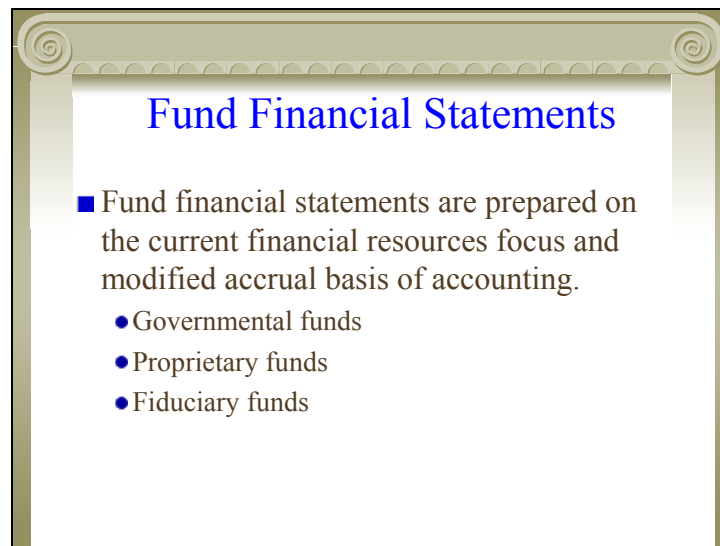 Fund Financial Statements
Fund financial statements are prepared on
the current financial resources focus and
modified accrual basis of accounting.
Governmental funds
Proprietary funds
Fiduciary funds